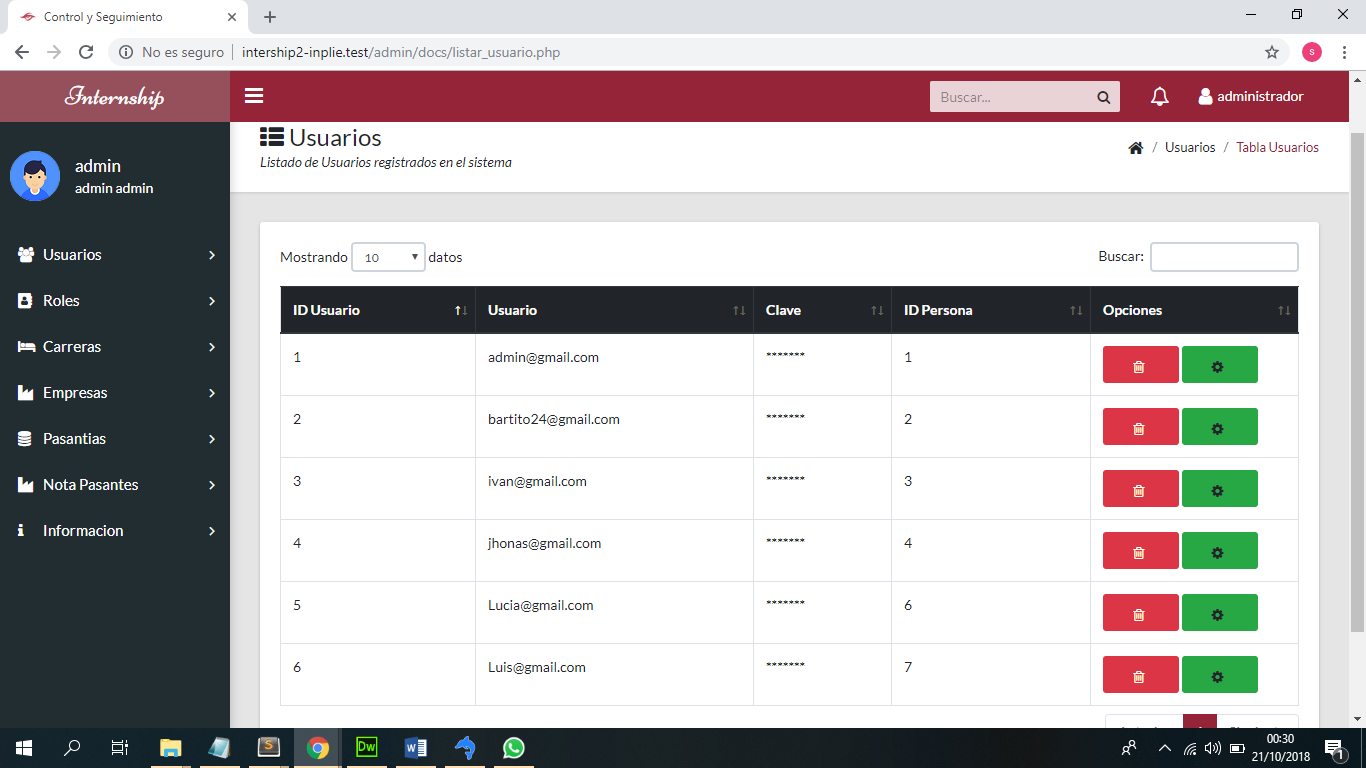 Control y Seguimiento
No es seguro intership2-inplie.test/admin/docs/listar_usuario.php
s
Internship
Buscar...
administrador
admin
admin admin
Usuarios
Roles
Carreras
Empresas
Pasantias
Nota Pasantes
Informacion
Usuarios
Listado de Usuarios registrados en el sistema
/ Usuarios / Tabla Usuarios
Mostrando 10 datos
Buscar:
ID Usuario Usuario Clave ID Persona Opciones
1 admin@gmail.com ******* 1
2 bartito24@gmail.com ******* 2
3 ivan@gmail.com ******* 3
4 jhonas@gmail.com ******* 4
5 Lucia@gmail.com ******* 6
6 Luis@gmail.com ******* 7
S
Dw
W
00:30
21/10/2018
1